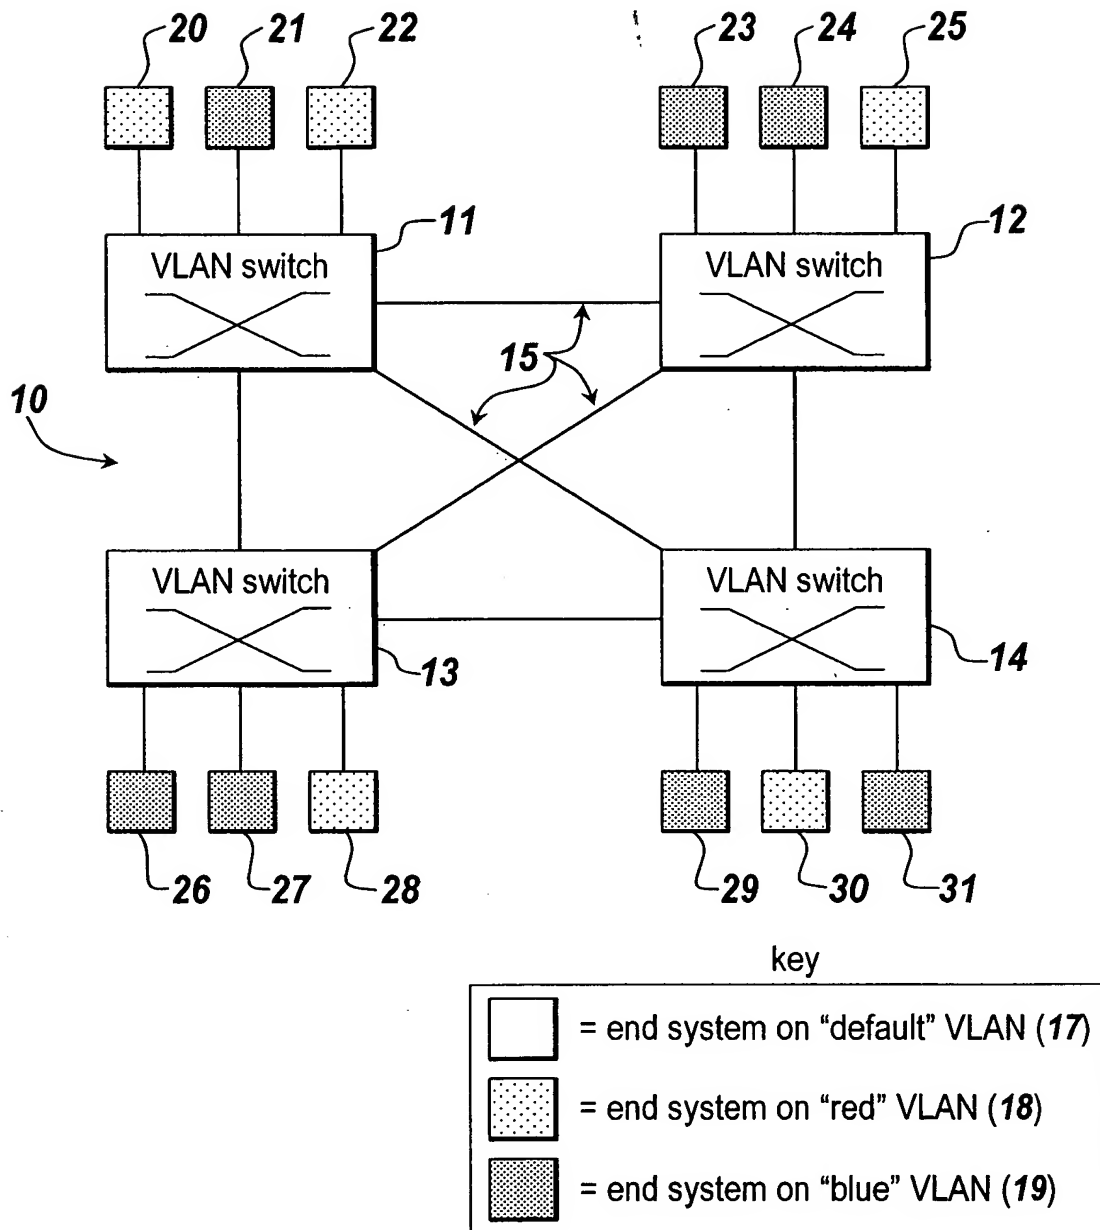 20 21 22 23 24 25
11 12
VLAN switch VLAN switch
15
10
VLAN switch VLAN switch
13 14
26 27 28 29 30 31
key
= end system on “default” VLAN (17)
= end system on “red” VLAN (18)
= end system on “blue” VLAN (19)